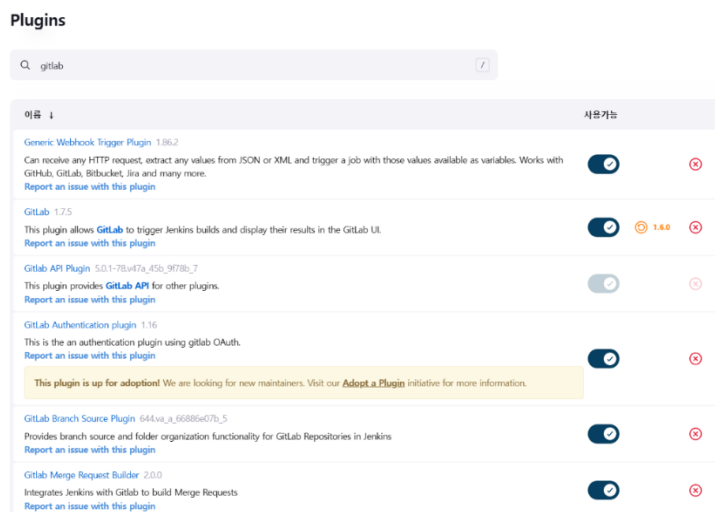 Plugins
gitlab
/
이름 ↓
사용가능
Generic Webhook Trigger Plugin 1.86.2
Can receive any HTTP request, extract any values from JSON or XML and trigger a job with those values available as variables. Works with
GitHub, GitLab, Bitbucket, Jira and many more.
Report an issue with this plugin
GitLab 1.7.5
This plugin allows GitLab to trigger Jenkins builds and display their results in the GitLab UI.
Report an issue with this plugin
1.6.0
Gitlab API Plugin 5.0.1-78.v47a_45b_9f78b_7
This plugin provides GitLab API for other plugins.
Report an issue with this plugin
GitLab Authentication plugin 1.16
This is the an authentication plugin using gitlab OAuth.
Report an issue with this plugin
This plugin is up for adoption! We are looking for new maintainers. Visit our Adopt a Plugin initiative for more information.
GitLab Branch Source Plugin 644.va_a_66886e07b_5
Provides branch source and folder organization functionality for GitLab Repositories in Jenkins
Report an issue with this plugin
Gitlab Merge Request Builder 2.0.0
Integrates Jenkins with Gitlab to build Merge Requests
Report an issue with this plugin